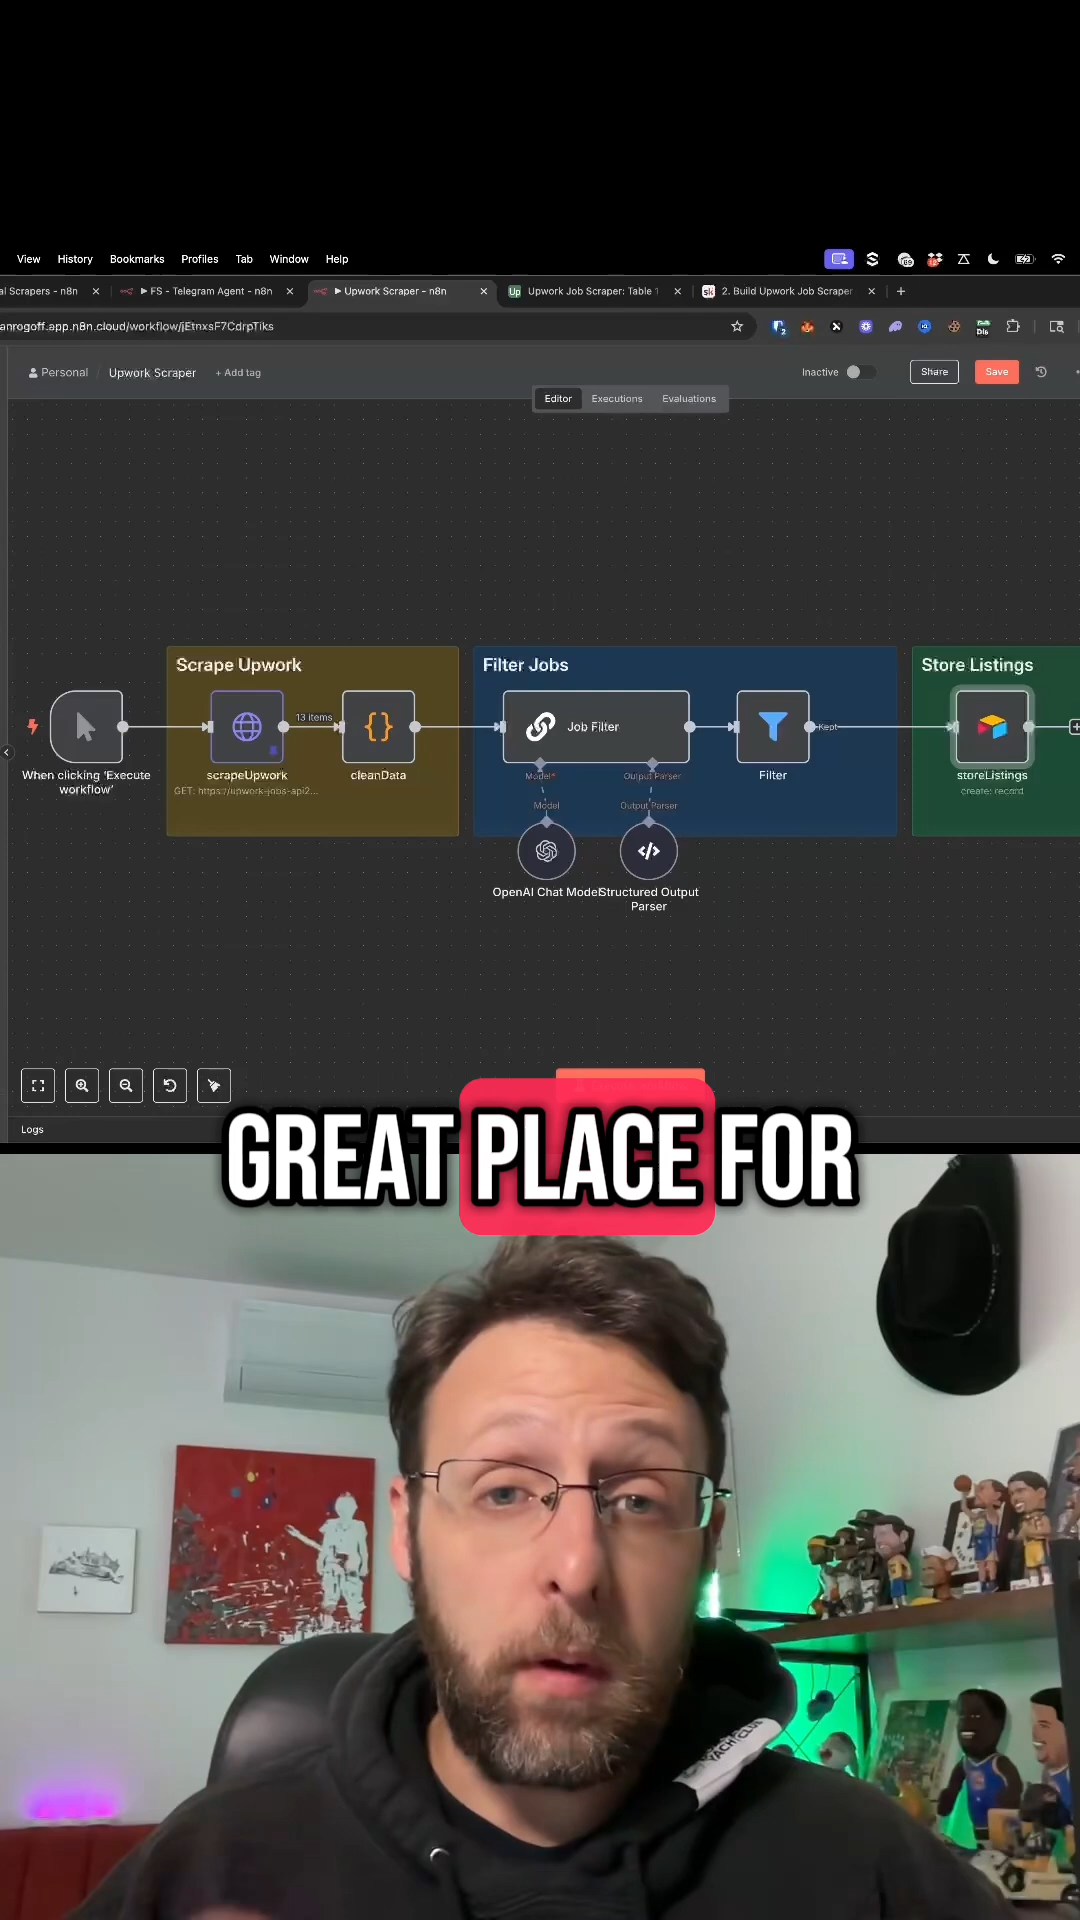 View History Bookmarks Profiles Tab Window Help
al Scrapers - n8n
FS - Telegram Agent - n8n
Upwork Scraper - n8n
Up
Upwork Job Scraper: Table 1
sk
2. Build Upwork Job Scraper
anrogoff.app.n8n.cloud/workflow/jEtnxsF7CdrpTiks
Personal / Upwork Scraper + Add tag
Inactive
Share
Save
Editor Executions Evaluations
Scrape Upwork
Filter Jobs
Store Listings
13 items
{}
Job Filter
Kept
When clicking 'Execute workflow'
scrapeUpwork
GET: https://upwork-jobs-api2...
cleanData
Model*
Output Parser
Filter
storeListings
create: record
Model
Output Parser
</>
OpenAI Chat Model
Structured Output Parser
Logs
GREAT PLACE FOR
YACHT CLUB